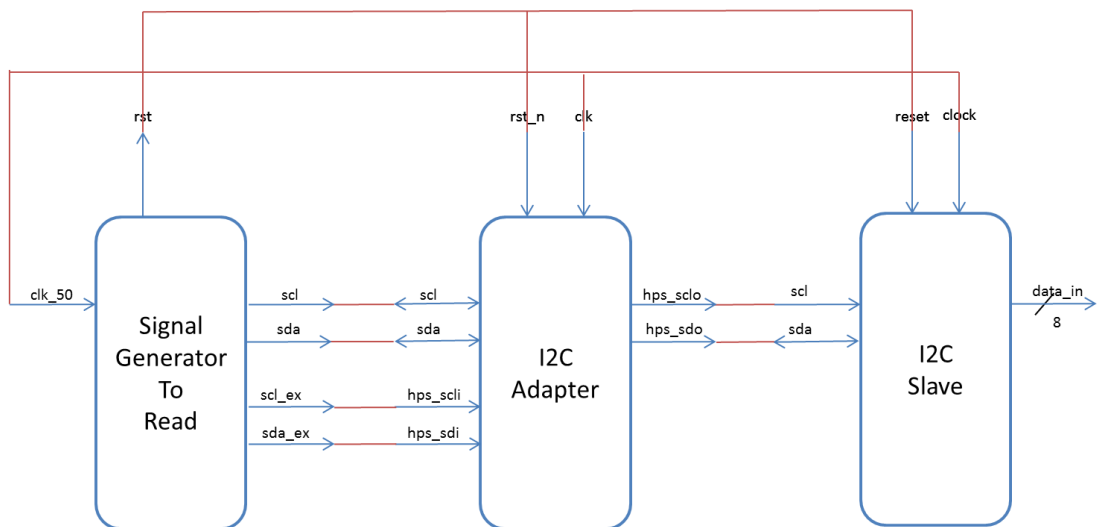 rst
rst_n
clk
reset
clock
clk_50
scl
scl
hps_sclo
scl
data_in
8
sda
sda
hps_sdo
sda
Signal
Generator
To
Read
I2C
Adapter
I2C
Slave
scl_ex
hps_scli
sda_ex
hps_sdi